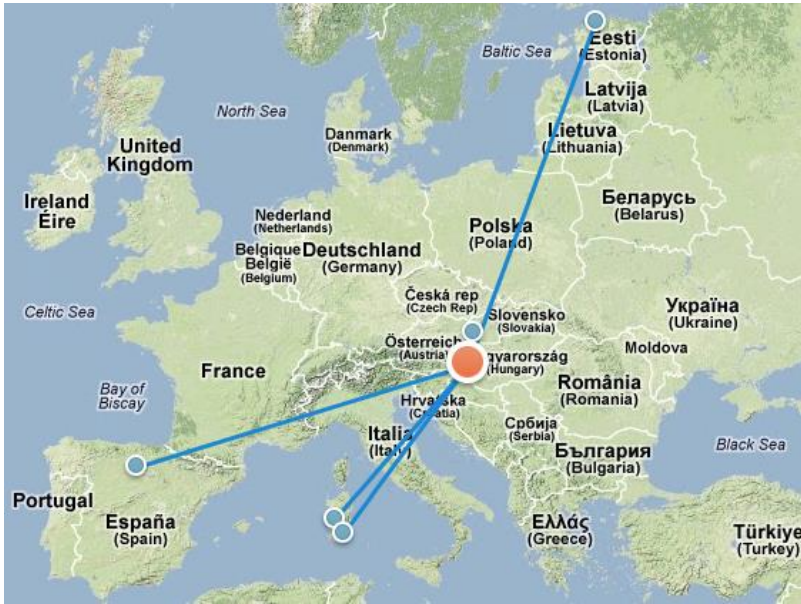 Baltic Sea
Eesti
(Estonia)
Latvija
(Latvia)
North Sea
Danmark
(Denmark)
Lietuva
(Lithuania)
United
Kingdom
Ireland
Éire
Беларусь
(Belarus)
Nederland
(Netherlands)
Polska
(Poland)
Belgique
België
(Belgium)
Deutschland
(Germany)
Celtic Sea
Česká rep
(Czech Rep)
Slovensko
(Slovakia)
Україна
(Ukraine)
Österreich
(Austria)
gyarország
(Hungary)
Moldova
France
Bay of
Biscay
România
(Romania)
Hrvatska
(Croatia)
Србија
(Serbia)
Italia
(Italy)
България
(Bulgaria)
Black Sea
Portugal
España
(Spain)
Ελλάς
(Greece)
Türkiye
(Turkey)